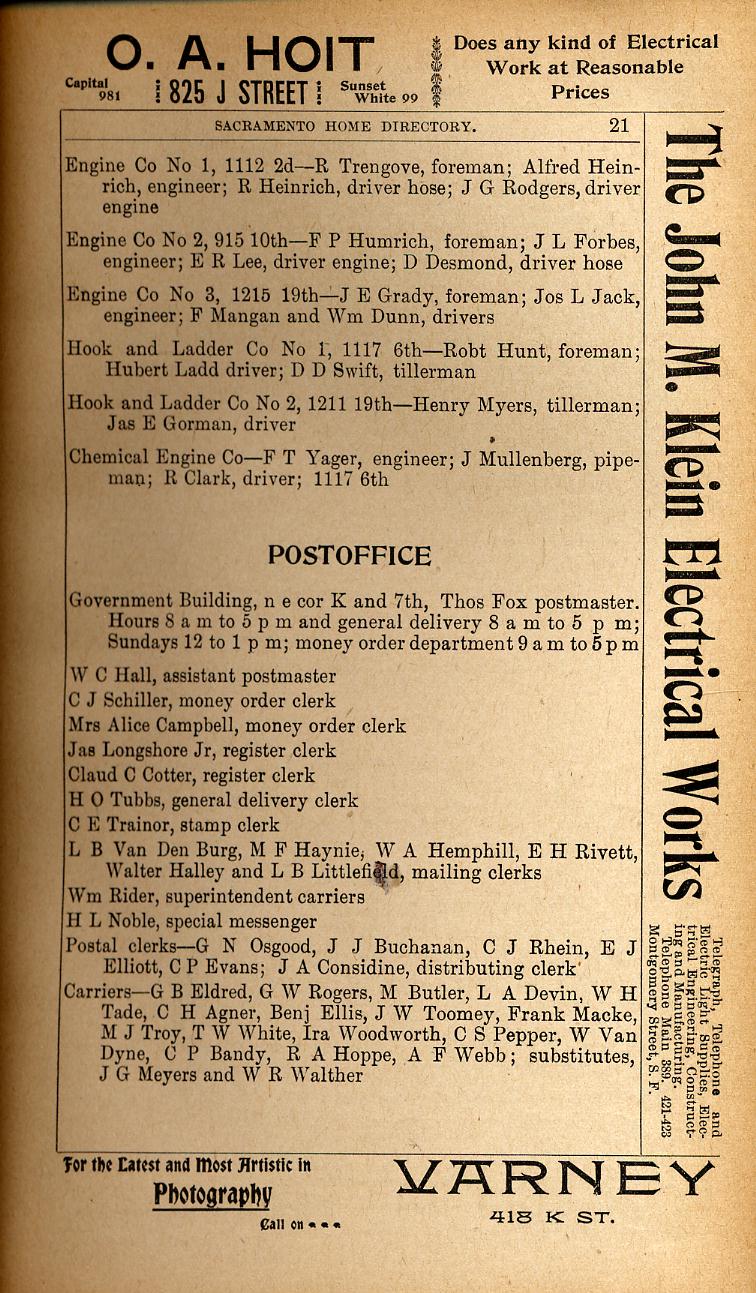 O. A. HOIT
Capital 981
825 J STREET
Sunset White 99
Does any kind of Electrical
Work at Reasonable
Prices
SACRAMENTO HOME DIRECTORY. 21
Engine Co No 1, 1112 2d—R Trengove, foreman; Alfred Hein-
rich, engineer; R Heinrich, driver hose; J G Rodgers, driver
engine
Engine Co No 2, 915 10th—F P Humrich, foreman; J L Forbes,
engineer; E R Lee, driver engine; D Desmond, driver hose
Engine Co No 3, 1215 19th—J E Grady, foreman; Jos L Jack,
engineer; F Mangan and Wm Dunn, drivers
Hook and Ladder Co No 1, 1117 6th—Robt Hunt, foreman;
Hubert Ladd driver; D D Swift, tillerman
Hook and Ladder Co No 2, 1211 19th—Henry Myers, tillerman;
Jas E Gorman, driver
Chemical Engine Co—F T Yager, engineer; J Mullenberg, pipe-
man; R Clark, driver; 1117 6th
POSTOFFICE
Government Building, n e cor K and 7th, Thos Fox postmaster.
Hours 8 a m to 5 p m and general delivery 8 a m to 5 p m;
Sundays 12 to 1 p m; money order department 9 a m to 5 p m
W C Hall, assistant postmaster
C J Schiller, money order clerk
Mrs Alice Campbell, money order clerk
Jas Longshore Jr, register clerk
Claud C Cotter, register clerk
H O Tubbs, general delivery clerk
C E Trainor, stamp clerk
L B Van Den Burg, M F Haynie, W A Hemphill, E H Rivett,
Walter Halley and L B Littlefield, mailing clerks
Wm Rider, superintendent carriers
H L Noble, special messenger
Postal clerks—G N Osgood, J J Buchanan, C J Rhein, E J
Elliott, C P Evans; J A Considine, distributing clerk
Carriers—G B Eldred, G W Rogers, M Butler, L A Devin, W H
Tade, C H Agner, Benj Ellis, J W Toomey, Frank Macke,
M J Troy, T W White, Ira Woodworth, C S Pepper, W Van
Dyne, C P Bandy, R A Hoppe, A F Webb; substitutes,
J G Meyers and W R Walther
The John M. Klein Electrical Works
Telegraph, Telephone and
Electric Light Supplies, Elec-
trical Engineering, Construct-
ing and Manufacturing.
Telephone Main 389. 421-423
Montgomery Street, S. F.
For the Latest and Most Artistic in
Photography
Call on • • •
VARNEY
418 K ST.